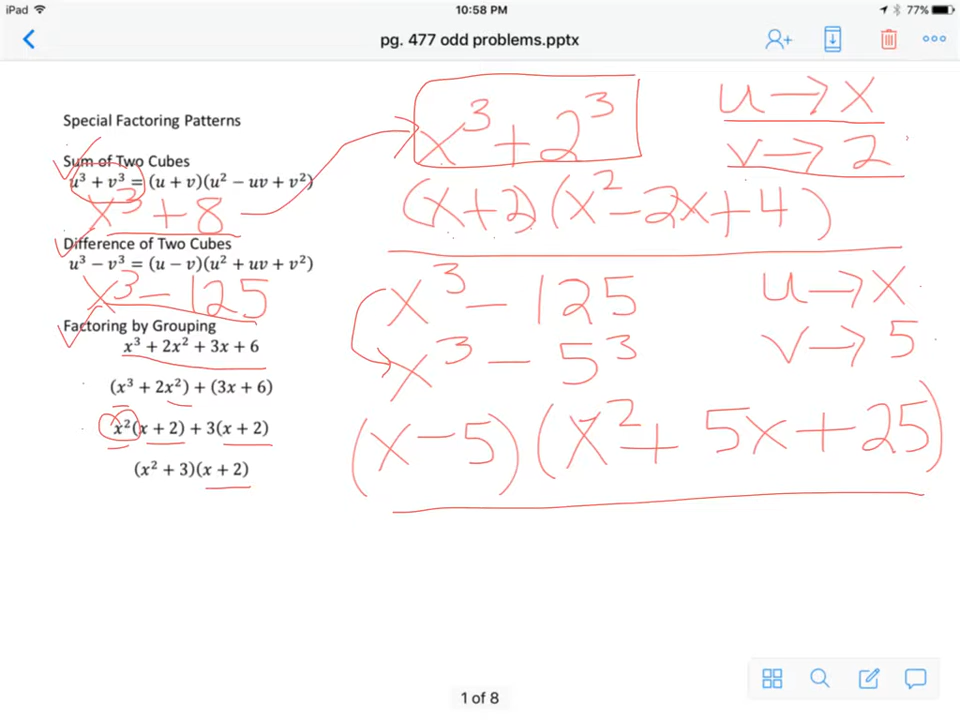 iPad 10:58 PM 77%
pg. 477 odd problems.pptx
Special Factoring Patterns
Sum of Two Cubes
u³ + v³ = (u + v)(u² − uv + v²)
x³ + 8
Difference of Two Cubes
u³ − v³ = (u − v)(u² + uv + v²)
x³ − 125
Factoring by Grouping
x³ + 2x² + 3x + 6
(x³ + 2x²) + (3x + 6)
x²(x + 2) + 3(x + 2)
(x² + 3)(x + 2)
x³ + 2³
u → x
v → 2
(x + 2)(x² − 2x + 4)
x³ − 125
u → x
x³ − 5³
v → 5
(x − 5)(x² + 5x + 25)
1 of 8